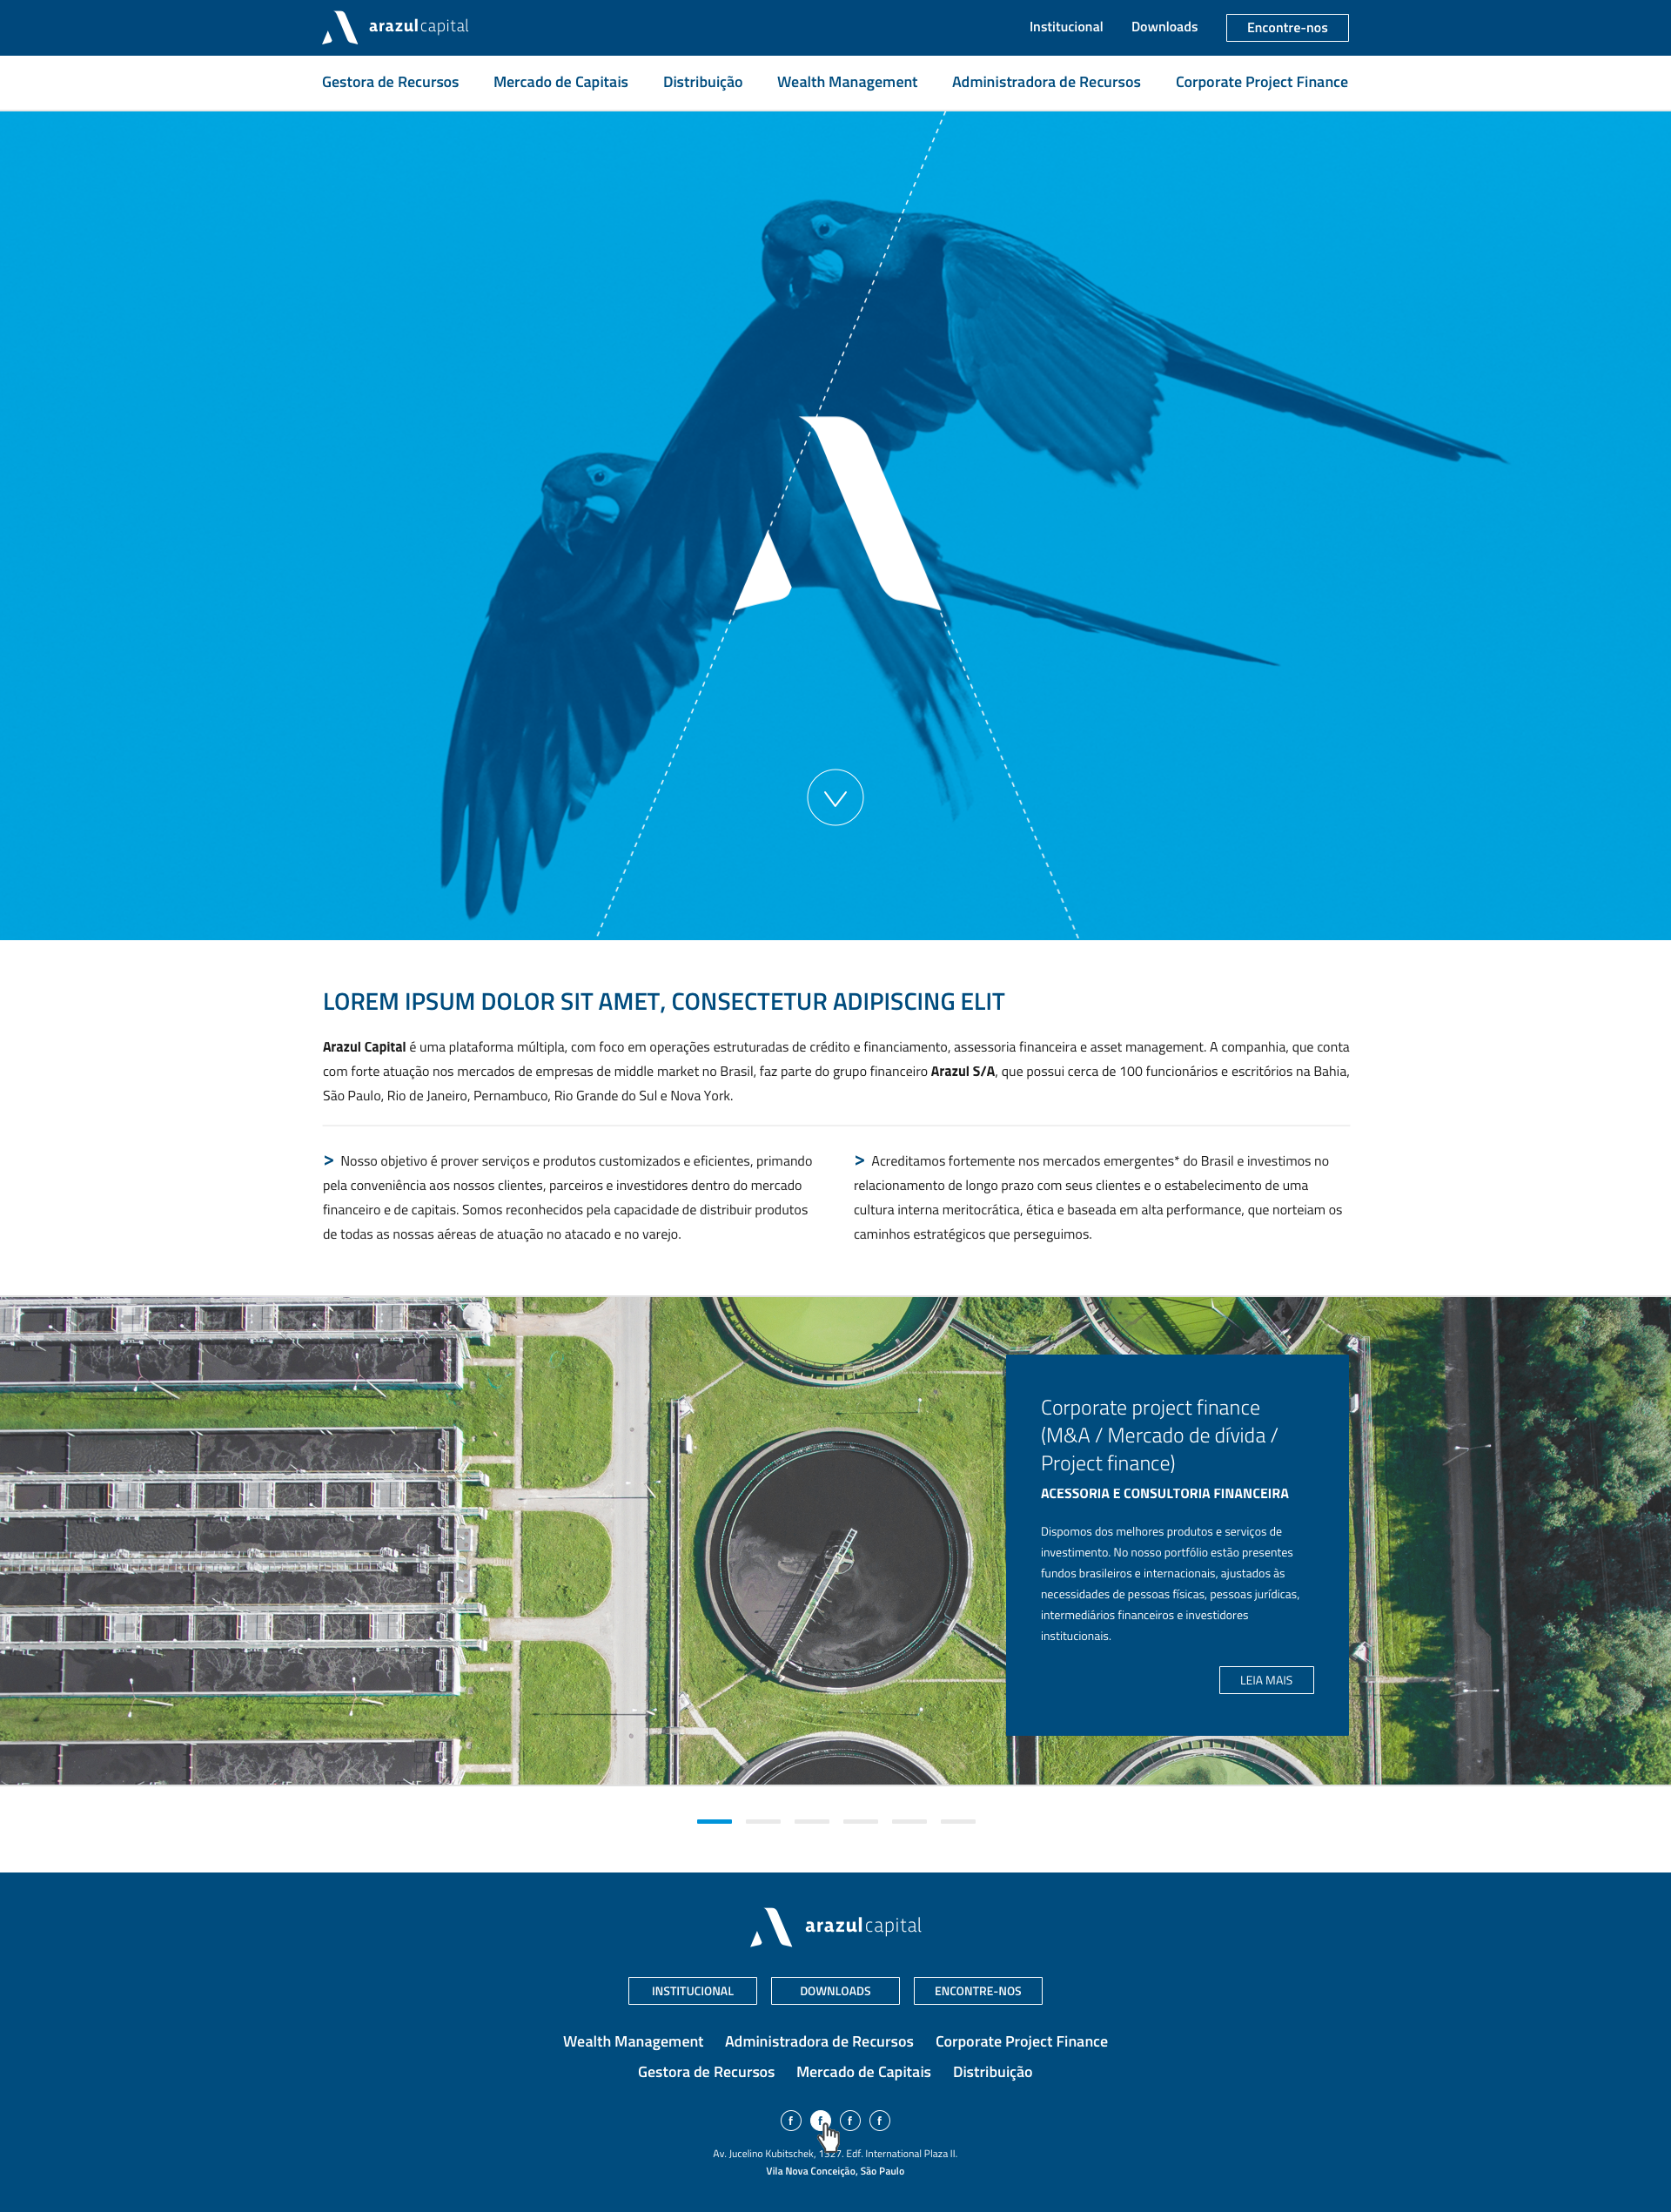 arazulcapital
Institucional
Downloads
Encontre-nos
Gestora de Recursos
Mercado de Capitais
Distribuição
Wealth Management
Administradora de Recursos
Corporate Project Finance
LOREM IPSUM DOLOR SIT AMET, CONSECTETUR ADIPISCING ELIT
Arazul Capital é uma plataforma múltipla, com foco em operações estruturadas de crédito e financiamento, assessoria financeira e asset management. A companhia, que conta
com forte atuação nos mercados de empresas de middle market no Brasil, faz parte do grupo financeiro Arazul S/A, que possui cerca de 100 funcionários e escritórios na Bahia,
São Paulo, Rio de Janeiro, Pernambuco, Rio Grande do Sul e Nova York.
> Nosso objetivo é prover serviços e produtos customizados e eficientes, primando
pela conveniência aos nossos clientes, parceiros e investidores dentro do mercado
financeiro e de capitais. Somos reconhecidos pela capacidade de distribuir produtos
de todas as nossas aéreas de atuação no atacado e no varejo.
> Acreditamos fortemente nos mercados emergentes* do Brasil e investimos no
relacionamento de longo prazo com seus clientes e o estabelecimento de uma
cultura interna meritocrática, ética e baseada em alta performance, que norteiam os
caminhos estratégicos que perseguimos.
Corporate project finance
(M&A / Mercado de dívida /
Project finance)
ACESSORIA E CONSULTORIA FINANCEIRA
Dispomos dos melhores produtos e serviços de
investimento. No nosso portfólio estão presentes
fundos brasileiros e internacionais, ajustados às
necessidades de pessoas físicas, pessoas jurídicas,
intermediários financeiros e investidores
institucionais.
LEIA MAIS
arazulcapital
INSTITUCIONAL
DOWNLOADS
ENCONTRE-NOS
Wealth Management
Administradora de Recursos
Corporate Project Finance
Gestora de Recursos
Mercado de Capitais
Distribuição
f f f f
Av. Jucelino Kubitschek, 1327. Edf. International Plaza II.
Vila Nova Conceição, São Paulo